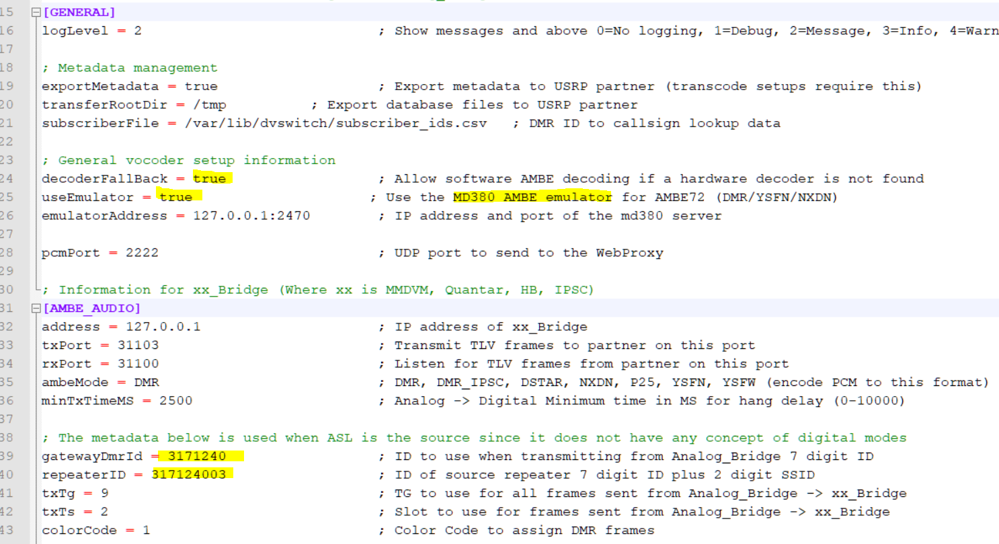 15 [GENERAL]
16 logLevel = 2 ; Show messages and above 0=No logging, 1=Debug, 2=Message, 3=Info, 4=Warn
17
18 ; Metadata management
19 exportMetadata = true ; Export metadata to USRP partner (transcode setups require this)
20 transferRootDir = /tmp ; Export database files to USRP partner
21 subscriberFile = /var/lib/dvswitch/subscriber_ids.csv ; DMR ID to callsign lookup data
22
23 ; General vocoder setup information
24 decoderFallBack = true ; Allow software AMBE decoding if a hardware decoder is not found
25 useEmulator = true ; Use the MD380 AMBE emulator for AMBE72 (DMR/YSFN/NXDN)
26 emulatorAddress = 127.0.0.1:2470 ; IP address and port of the md380 server
27
28 pcmPort = 2222 ; UDP port to send to the WebProxy
29
30 ; Information for xx_Bridge (Where xx is MMDVM, Quantar, HB, IPSC)
31 [AMBE_AUDIO]
32 address = 127.0.0.1 ; IP address of xx_Bridge
33 txPort = 31103 ; Transmit TLV frames to partner on this port
34 rxPort = 31100 ; Listen for TLV frames from partner on this port
35 ambeMode = DMR ; DMR, DMR_IPSC, DSTAR, NXDN, P25, YSFN, YSFW (encode PCM to this format)
36 minTxTimeMS = 2500 ; Analog -> Digital Minimum time in MS for hang delay (0-10000)
37
38 ; The metadata below is used when ASL is the source since it does not have any concept of digital modes
39 gatewayDmrId = 3171240 ; ID to use when transmitting from Analog_Bridge 7 digit ID
40 repeaterID = 317124003 ; ID of source repeater 7 digit ID plus 2 digit SSID
41 txTg = 9 ; TG to use for all frames sent from Analog_Bridge -> xx_Bridge
42 txTs = 2 ; Slot to use for frames sent from Analog_Bridge -> xx_Bridge
43 colorCode = 1 ; Color Code to assign DMR frames